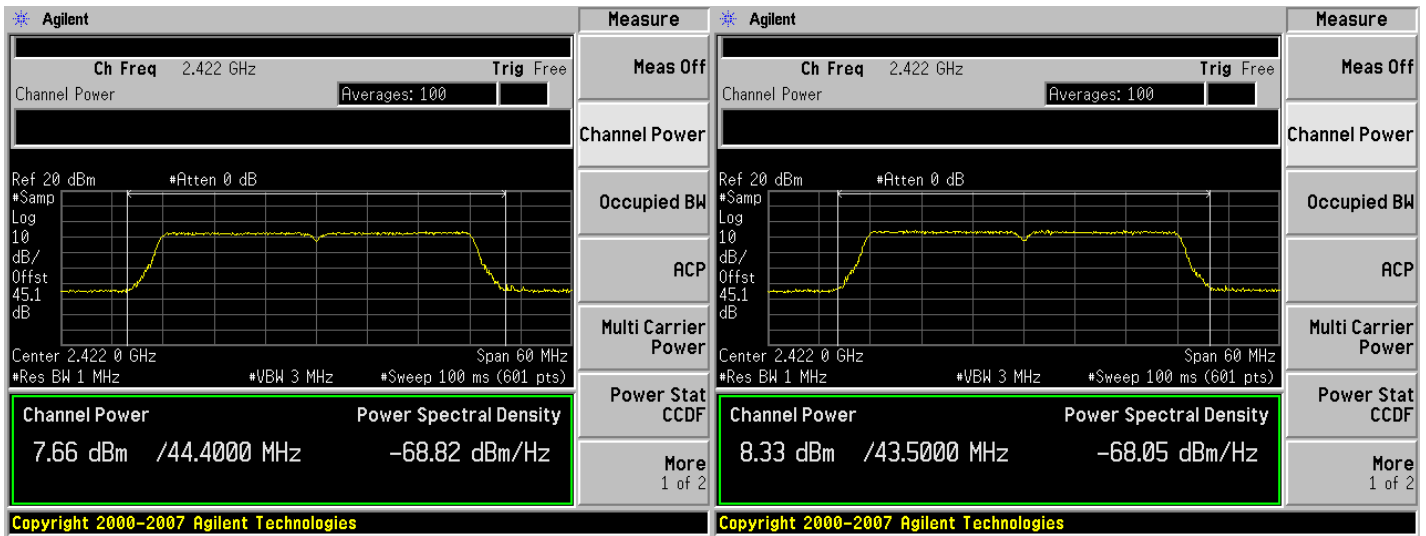 Agilent
Measure
Ch Freq 2.422 GHz Trig Free
Channel Power Averages: 100
Ref 20 dBm #Atten 0 dB
#Samp
Log
10
dB/
Offst
45.1
dB
Center 2.422 0 GHz Span 60 MHz
#Res BW 1 MHz #VBW 3 MHz #Sweep 100 ms (601 pts)
Channel Power Power Spectral Density
7.66 dBm /44.4000 MHz -68.82 dBm/Hz
Copyright 2000-2007 Agilent Technologies
Meas Off
Channel Power
Occupied BW
ACP
Multi Carrier
Power
Power Stat
CCDF
More
1 of 2
Agilent
Measure
Ch Freq 2.422 GHz Trig Free
Channel Power Averages: 100
Ref 20 dBm #Atten 0 dB
#Samp
Log
10
dB/
Offst
45.1
dB
Center 2.422 0 GHz Span 60 MHz
#Res BW 1 MHz #VBW 3 MHz #Sweep 100 ms (601 pts)
Channel Power Power Spectral Density
8.33 dBm /43.5000 MHz -68.05 dBm/Hz
Copyright 2000-2007 Agilent Technologies
Meas Off
Channel Power
Occupied BW
ACP
Multi Carrier
Power
Power Stat
CCDF
More
1 of 2